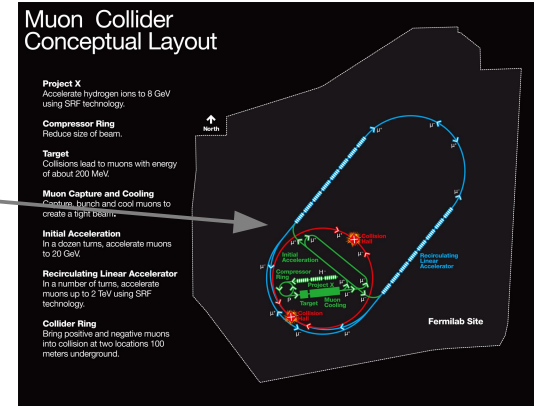 Muon Collider
Conceptual Layout
Project X
Accelerate hydrogen ions to 8 GeV
using SRF technology.
Compressor Ring
Reduce size of beam.
Target
Collisions lead to muons with energy
of about 200 MeV.
Muon Capture and Cooling
Capture, bunch and cool muons to
create a tight beam.
Initial Acceleration
In a dozen turns, accelerate muons
to 20 GeV.
Recirculating Linear Accelerator
In a number of turns, accelerate
muons up to 2 TeV using SRF
technology.
Collider Ring
Bring positive and negative muons
into collision at two locations 100
meters underground.
North
Collision
Hall
Initial
Acceleration
Compressor
Ring
H⁻
Project X
P
Target
Muon
Cooling
Collision
Hall
Recirculating
Linear
Accelerator
Fermilab Site